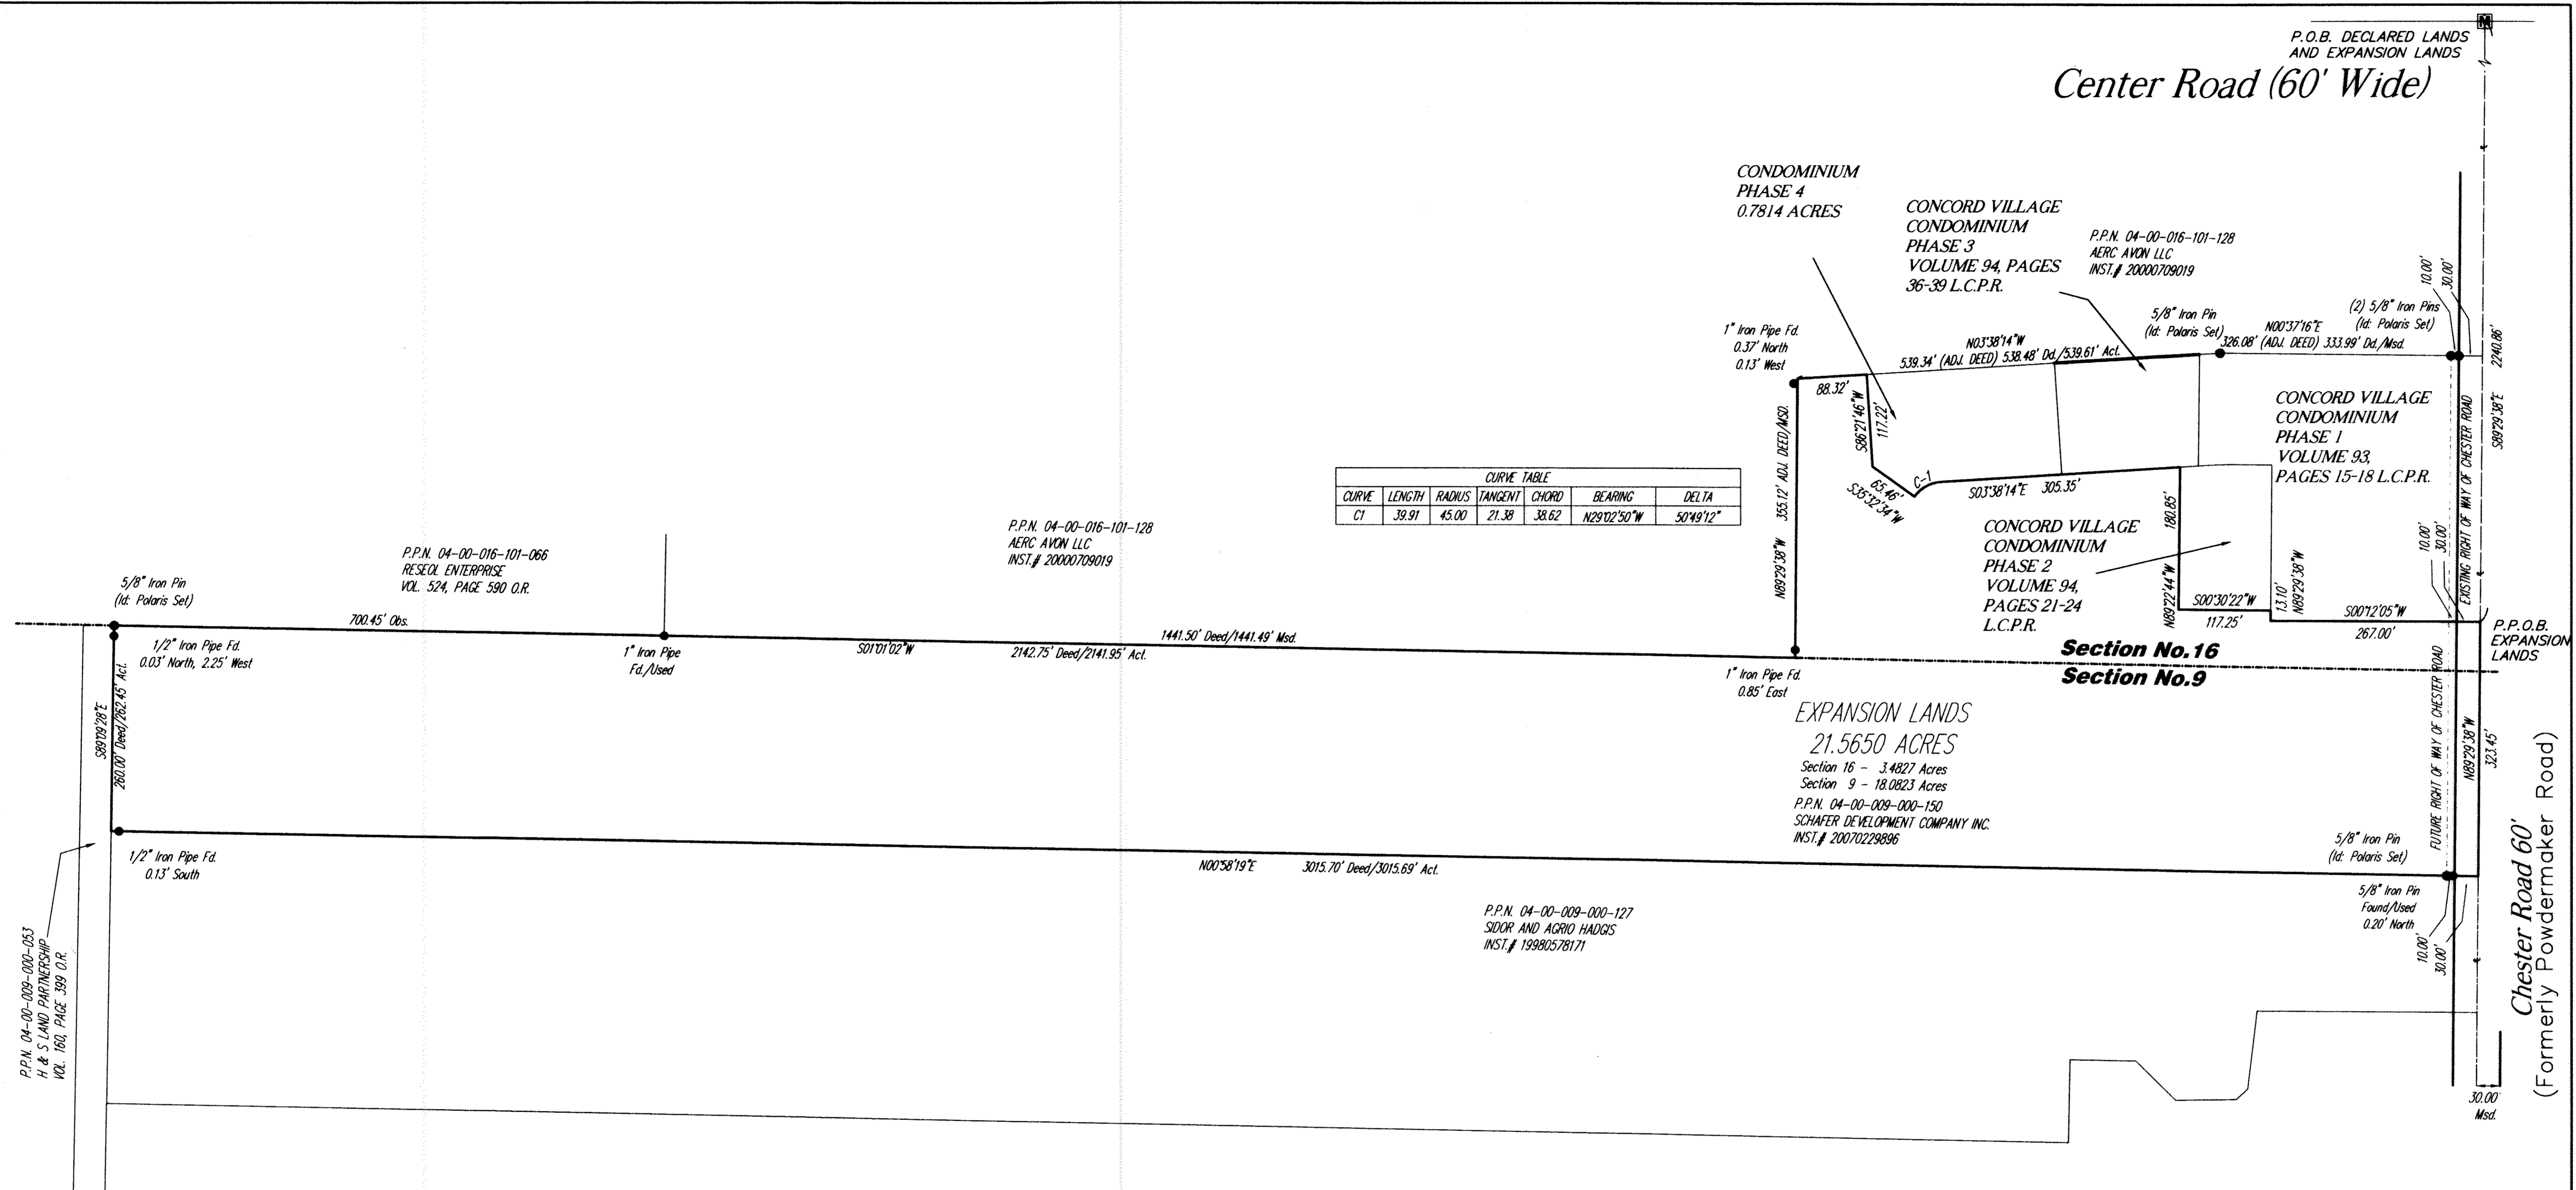 M
P.O.B. DECLARED LANDS
AND EXPANSION LANDS
Center Road (60' Wide)
CONDOMINIUM
PHASE 4
0.7814 ACRES
CONCORD VILLAGE
CONDOMINIUM
PHASE 3
VOLUME 94, PAGES
36-39 L.C.P.R.
P.P.N. 04-00-016-101-128
AERC AVON LLC
INST.# 20000709019
10.00'
30.00'
1" Iron Pipe Fd.
0.37' North
0.13' West
N03°38'14"W
539.34' (ADJ. DEED) 538.48' Dd./539.61' Act.
5/8" Iron Pin
(Id: Polaris Set)
N00°37'16"E
326.08' (ADJ. DEED) 333.99' Dd./Msd.
(2) 5/8" Iron Pins
(Id: Polaris Set)
2240.86'
S89°29'38"E
88.32'
S86°21'46"W
117.22'
65.46'
S35°32'34"W
C-1
S03°38'14"E 305.35'
N89°29'38"W 355.12' ADJ. DEED/MSD.
CONCORD VILLAGE
CONDOMINIUM
PHASE 1
VOLUME 93,
PAGES 15-18 L.C.P.R.
EXISTING RIGHT OF WAY OF CHESTER ROAD
CURVE TABLE
CURVE LENGTH RADIUS TANGENT CHORD BEARING DELTA
C1 39.91 45.00 21.38 38.62 N29°02'50"W 50°49'12"
CONCORD VILLAGE
CONDOMINIUM
PHASE 2
VOLUME 94,
PAGES 21-24
L.C.P.R.
N89°22'44"W 180.85'
S00°30'22"W
117.25'
13.10'
N89°29'38"W
S00°12'05"W
267.00'
10.00'
30.00'
P.P.O.B.
EXPANSION
LANDS
P.P.N. 04-00-016-101-128
AERC AVON LLC
INST.# 20000709019
P.P.N. 04-00-016-101-066
RESEOL ENTERPRISE
VOL. 524, PAGE 590 O.R.
5/8" Iron Pin
(Id: Polaris Set)
700.45' Obs.
1/2" Iron Pipe Fd.
0.03' North, 2.25' West
1" Iron Pipe
Fd./Used
S01°01'02"W
1441.50' Deed/1441.49' Msd.
2142.75' Deed/2141.95' Act.
Section No.16
Section No.9
1" Iron Pipe Fd.
0.85' East
EXPANSION LANDS
21.5650 ACRES
Section 16 - 3.4827 Acres
Section 9 - 18.0823 Acres
P.P.N. 04-00-009-000-150
SCHAFER DEVELOPMENT COMPANY INC.
INST.# 20070229896
S89°09'28"E
260.00' Deed/262.45' Act.
FUTURE RIGHT OF WAY OF CHESTER ROAD
N89°29'38"W
323.45'
Chester Road 60'
(Formerly Powdermaker Road)
1/2" Iron Pipe Fd.
0.13' South
N00°58'19"E 3015.70' Deed/3015.69' Act.
5/8" Iron Pin
(Id: Polaris Set)
5/8" Iron Pin
Found/Used
0.20' North
10.00'
30.00'
P.P.N. 04-00-009-000-127
SIDOR AND AGRIO HADGIS
INST.# 19980578171
P.P.N. 04-00-009-000-053
H & S LAND PARTNERSHIP
VOL. 160, PAGE 399 O.R.
30.00'
Msd.